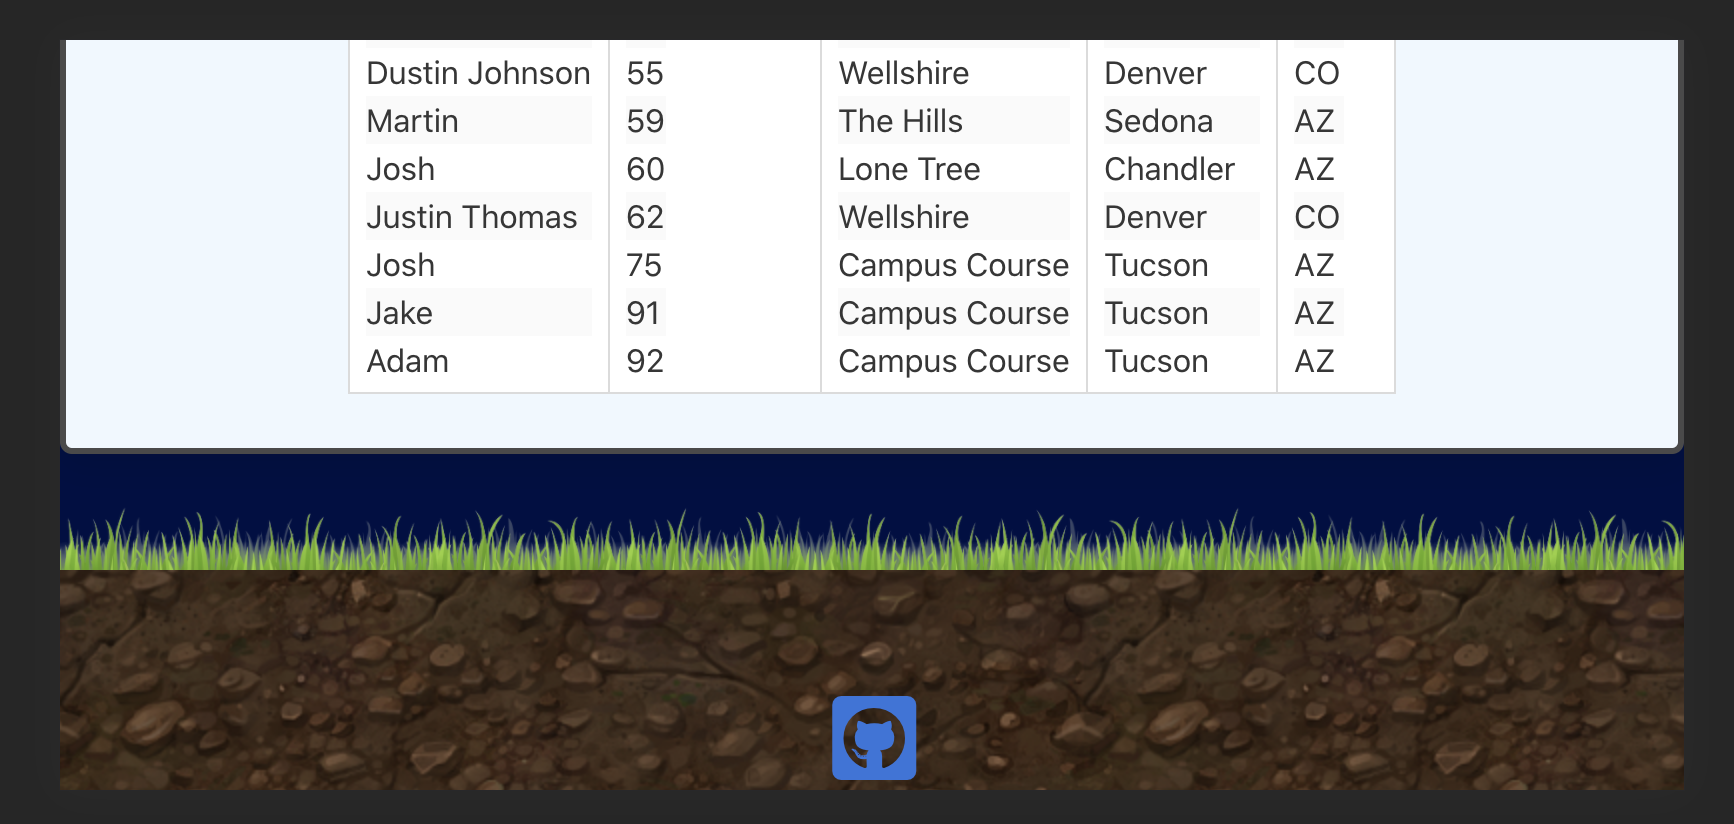 Dustin Johnson 55 Wellshire Denver CO
Martin 59 The Hills Sedona AZ
Josh 60 Lone Tree Chandler AZ
Justin Thomas 62 Wellshire Denver CO
Josh 75 Campus Course Tucson AZ
Jake 91 Campus Course Tucson AZ
Adam 92 Campus Course Tucson AZ